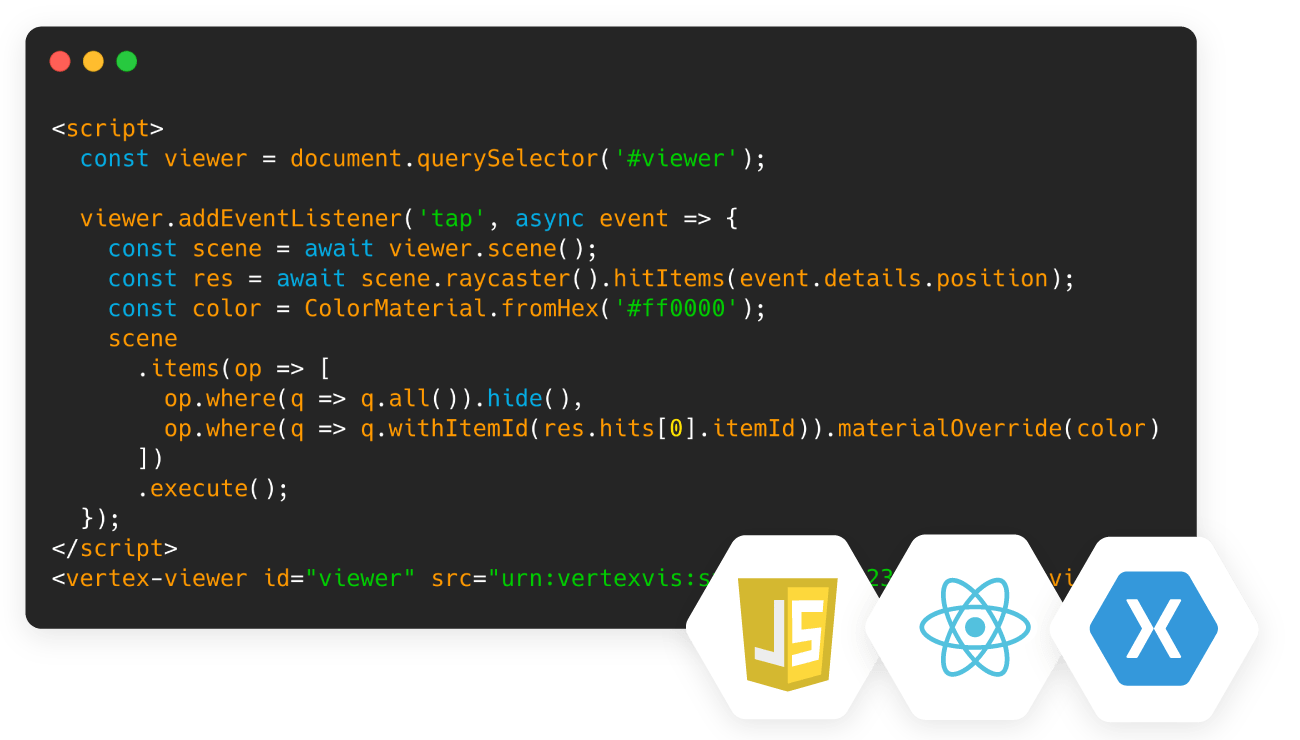 <script>
  const viewer = document.querySelector('#viewer');

  viewer.addEventListener('tap', async event => {
    const scene = await viewer.scene();
    const res = await scene.raycaster().hitItems(event.details.position);
    const color = ColorMaterial.fromHex('#ff0000');
    scene
      .items(op => [
        op.where(q => q.all()).hide(),
        op.where(q => q.withItemId(res.hits[0].itemId)).materialOverride(color)
      ])
      .execute();
  });
</script>
<vertex-viewer id="viewer" src="urn:vertexvis:s 23 vi
JS
X